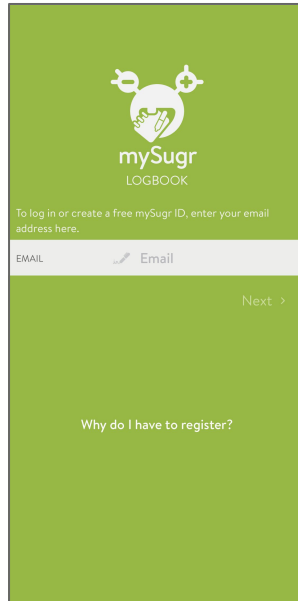 mySugr
LOGBOOK
To log in or create a free mySugr ID, enter your email
address here.
EMAIL Email
Next >
Why do I have to register?